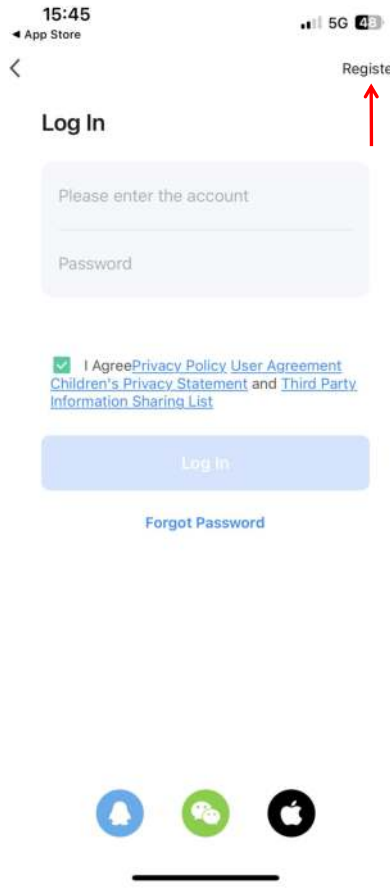 15:45
5G 48
◀ App Store
Registe
Log In
Please enter the account
Password
I AgreePrivacy Policy User Agreement
Children's Privacy Statement and Third Party
Information Sharing List
Log In
Forgot Password